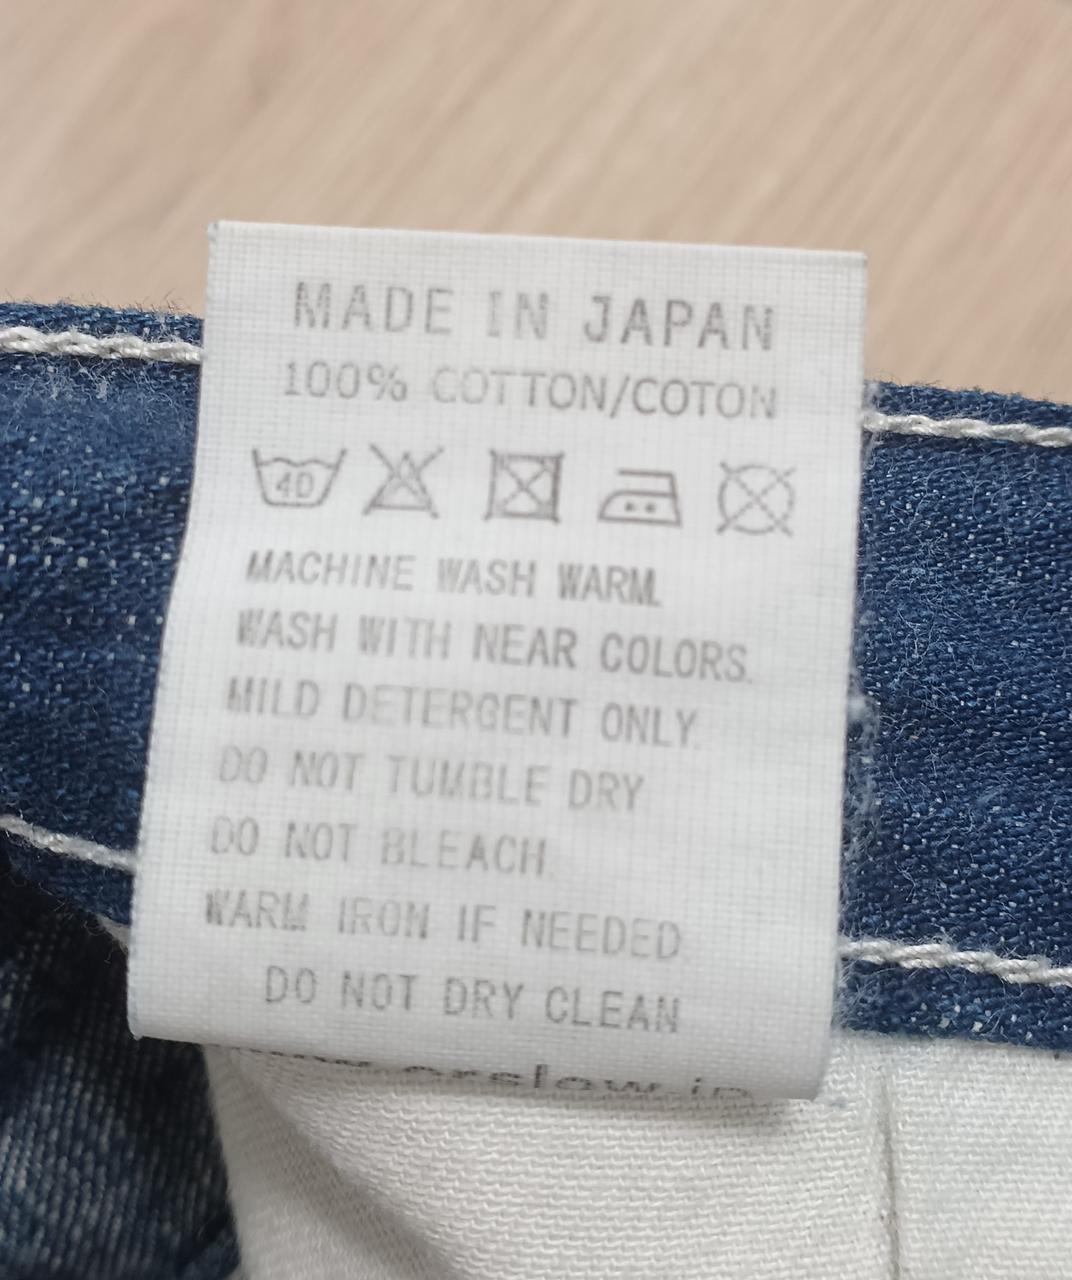 MADE IN JAPAN
100% COTTON/COTON
40
MACHINE WASH WARM.
WASH WITH NEAR COLORS.
MILD DETERGENT ONLY.
DO NOT TUMBLE DRY
DO NOT BLEACH.
WARM IRON IF NEEDED.
DO NOT DRY CLEAN